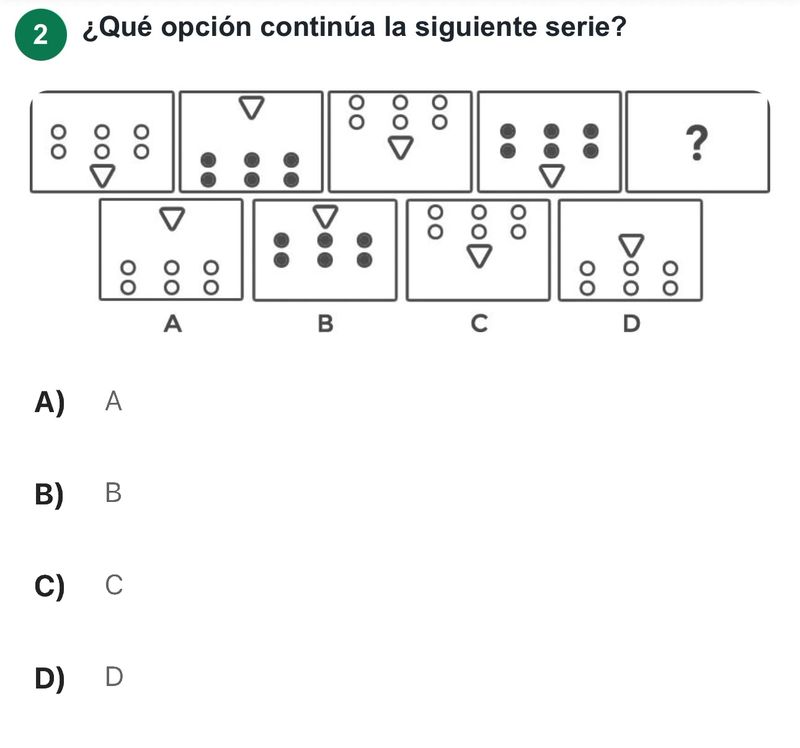 2 ¿Qué opción continúa la siguiente serie?
?
A B C D
A) A
B) B
C) C
D) D